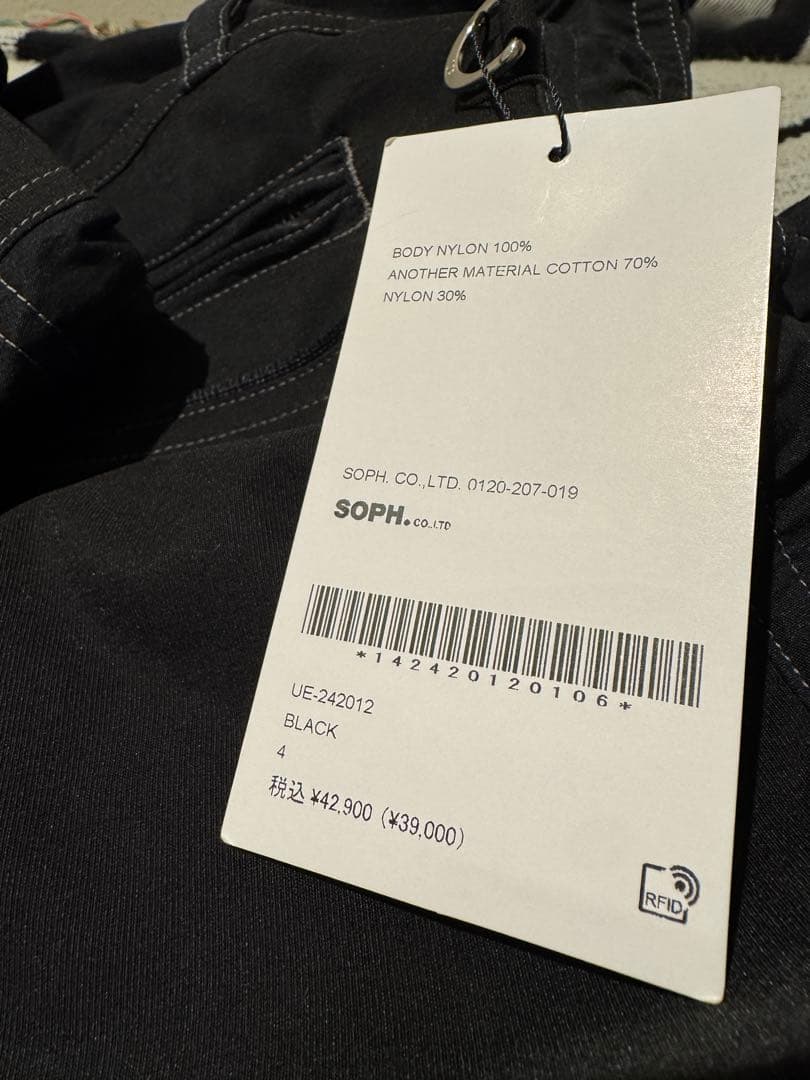 BODY NYLON 100%
ANOTHER MATERIAL COTTON 70%
NYLON 30%
SOPH. CO.,LTD. 0120-207-019
SOPH.CO.,LTD
*142420120106*
UE-242012
BLACK
4
税込 ¥42,900 (¥39,000)
RFID